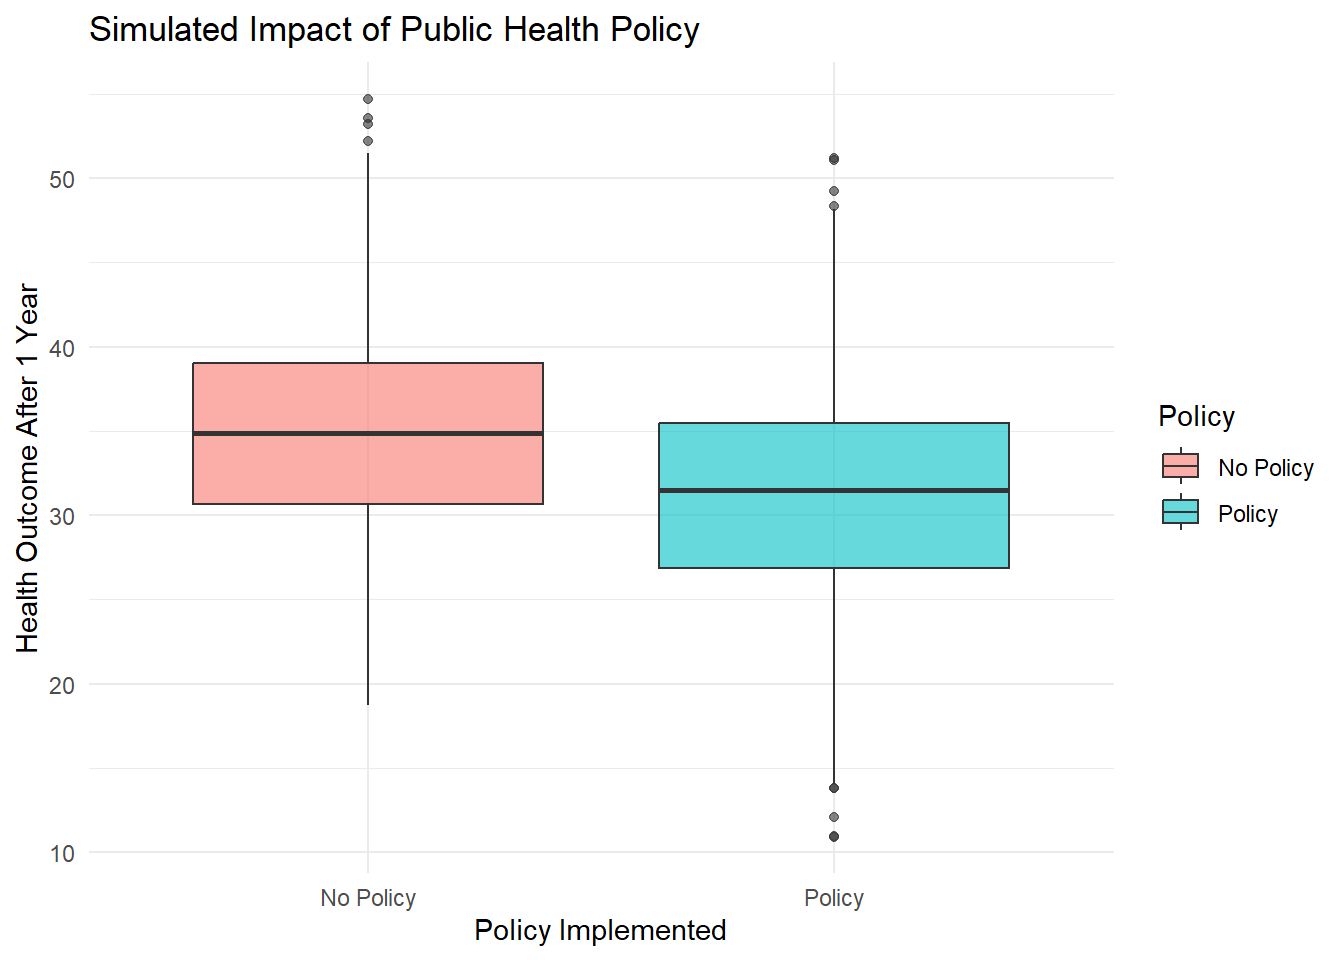 Simulated Impact of Public Health Policy
Health Outcome After 1 Year
50
40
30
20
10
No Policy
Policy
Policy Implemented
Policy
No Policy
Policy